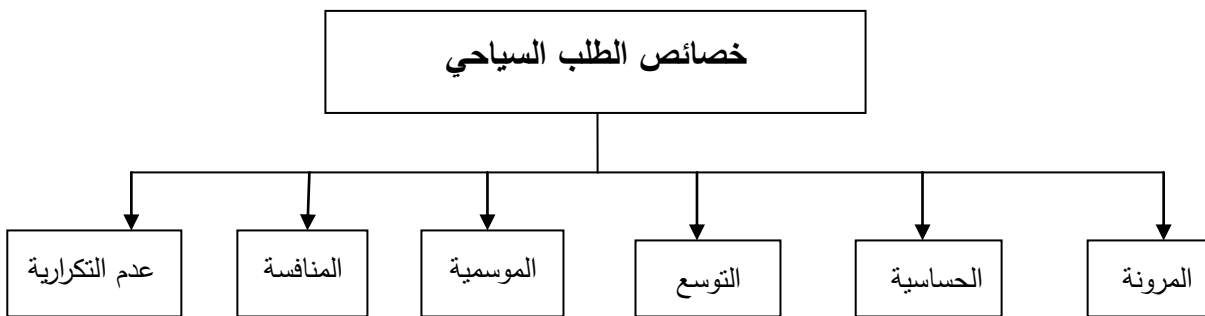 خصائص الطلب السياحي
المرونة
الحساسية
التوسع
الموسمية
المنافسة
عدم التكرارية